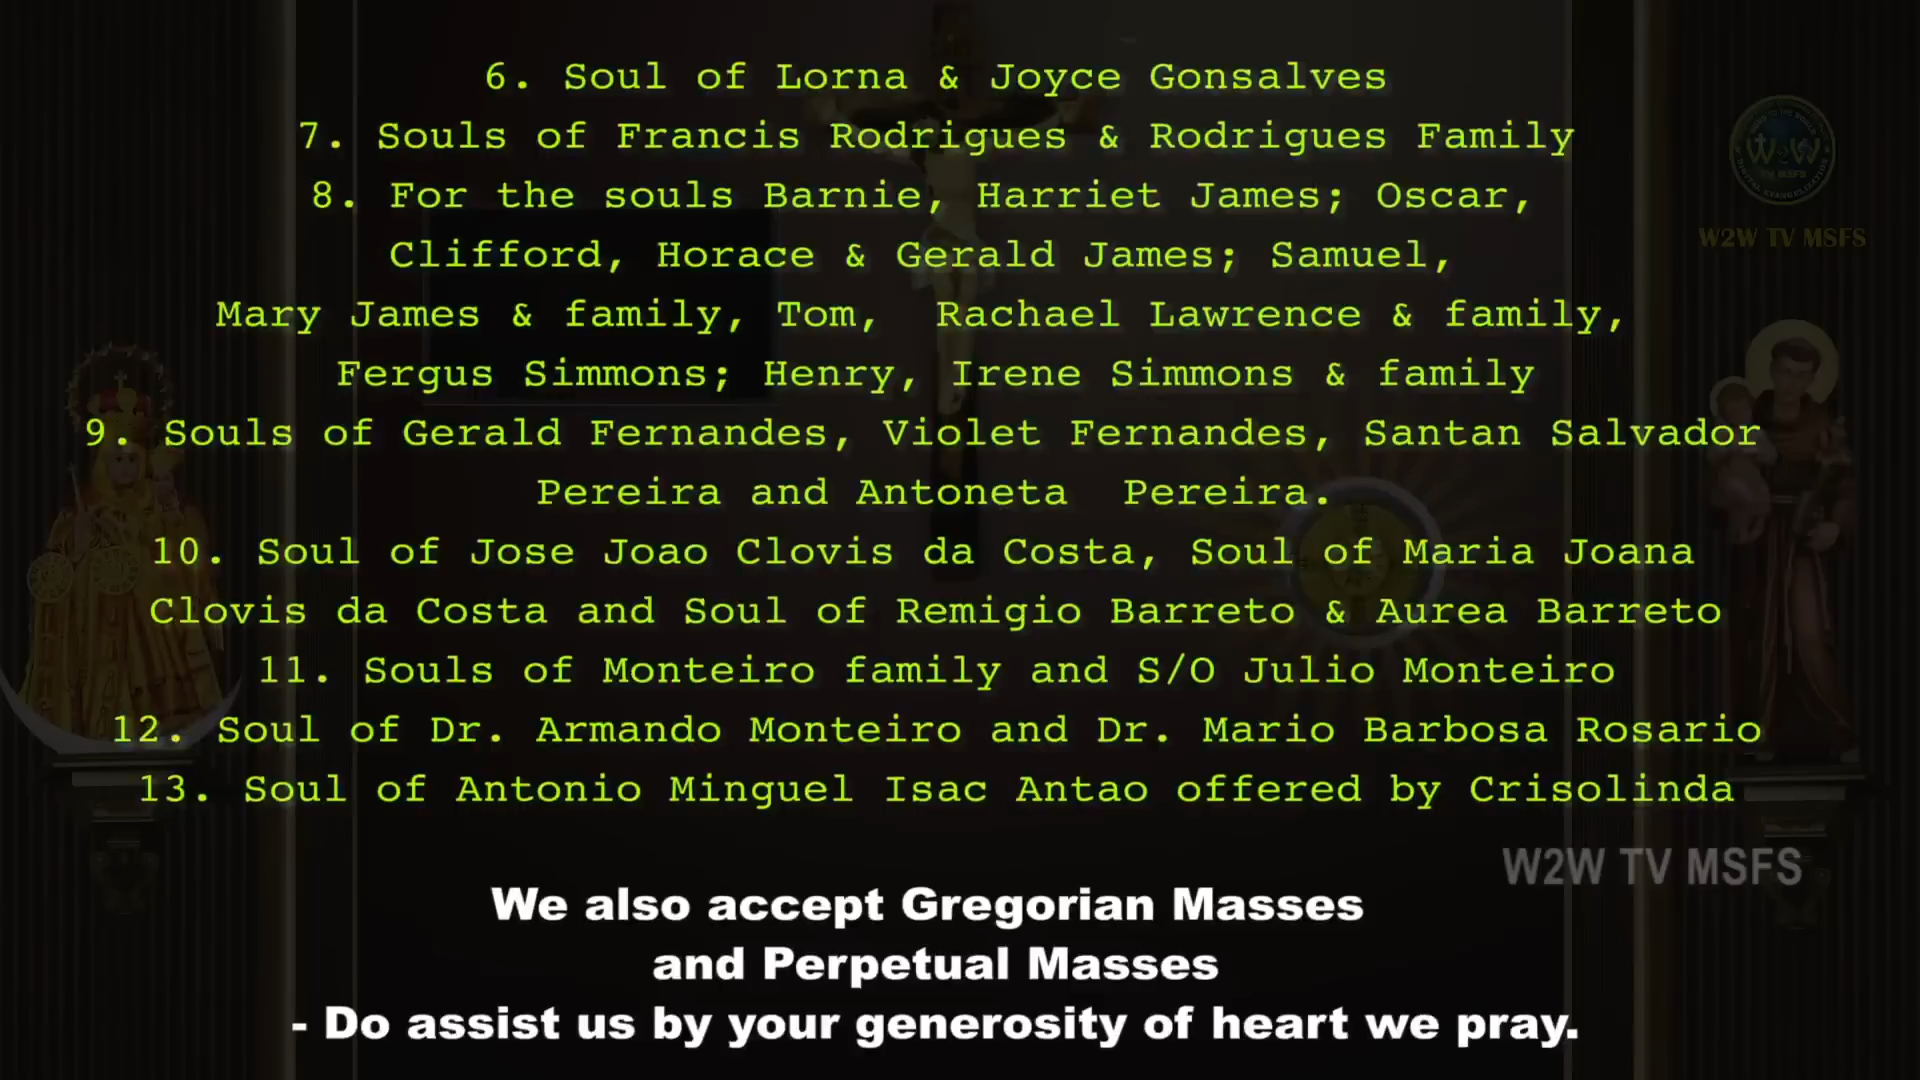 6. Soul of Lorna & Joyce Gonsalves
7. Souls of Francis Rodrigues & Rodrigues Family
8. For the souls Barnie, Harriet James; Oscar,
Clifford, Horace & Gerald James; Samuel,
Mary James & family, Tom, Rachael Lawrence & family,
Fergus Simmons; Henry, Irene Simmons & family
9. Souls of Gerald Fernandes, Violet Fernandes, Santan Salvador
Pereira and Antoneta Pereira.
10. Soul of Jose Joao Clovis da Costa, Soul of Maria Joana
Clovis da Costa and Soul of Remigio Barreto & Aurea Barreto
11. Souls of Monteiro family and S/O Julio Monteiro
12. Soul of Dr. Armando Monteiro and Dr. Mario Barbosa Rosario
13. Soul of Antonio Minguel Isac Antao offered by Crisolinda
We also accept Gregorian Masses
and Perpetual Masses
- Do assist us by your generosity of heart we pray.
W2W
W2W TV MSFS
W2W TV MSFS